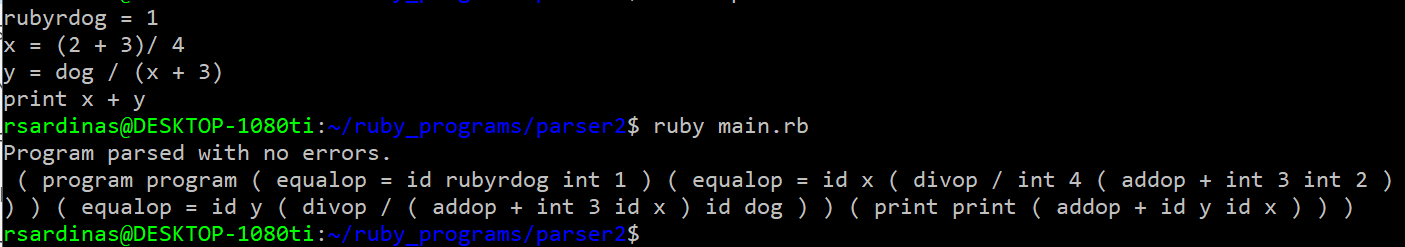 rubyrdog = 1
x = (2 + 3)/ 4
y = dog / (x + 3)
print x + y
rsardinas@DESKTOP-1080ti:~/ruby_programs/parser2$ ruby main.rb
Program parsed with no errors.
( program program ( equalop = id rubyrdog int 1 ) ( equalop = id x ( divop / int 4 ( addop + int 3 int 2 )
) ) ( equalop = id y ( divop / ( addop + int 3 id x ) id dog ) ) ( print print ( addop + id y id x ) ) )
rsardinas@DESKTOP-1080ti:~/ruby_programs/parser2$